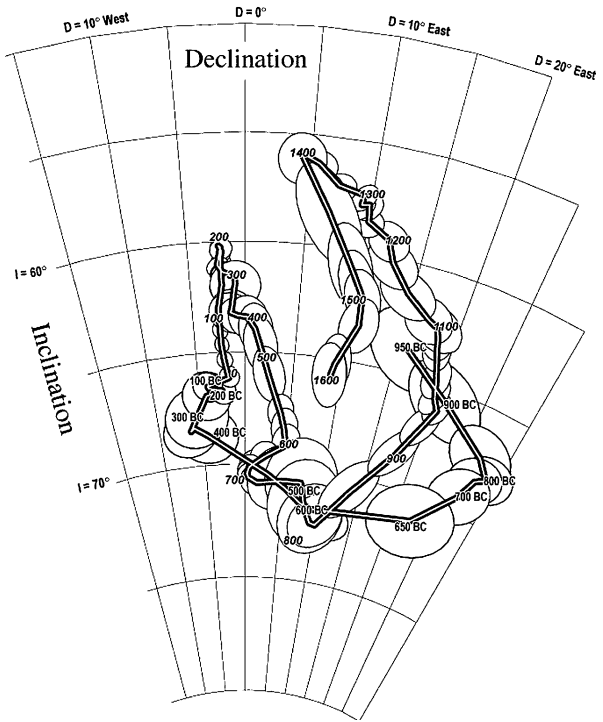 D = 10° West
D = 0°
D = 10° East
D = 20° East
Declination
1400
1300
200
1200
I = 60°
300
1500
100
400
1100
950 BC
500
Inclination
0
100 BC
1600
200 BC
900 BC
300 BC
400 BC
600
900
I = 70°
700
800 BC
500 BC
700 BC
600 BC
650 BC
800